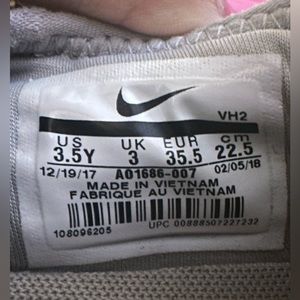 VH2
US UK EUR cm
3.5Y 3 35.5 22.5
12/19/17 AO1686-007 02/05/18
MADE IN VIETNAM
FABRIQUE AU VIETNAM
108096205 UPC 00888507227232